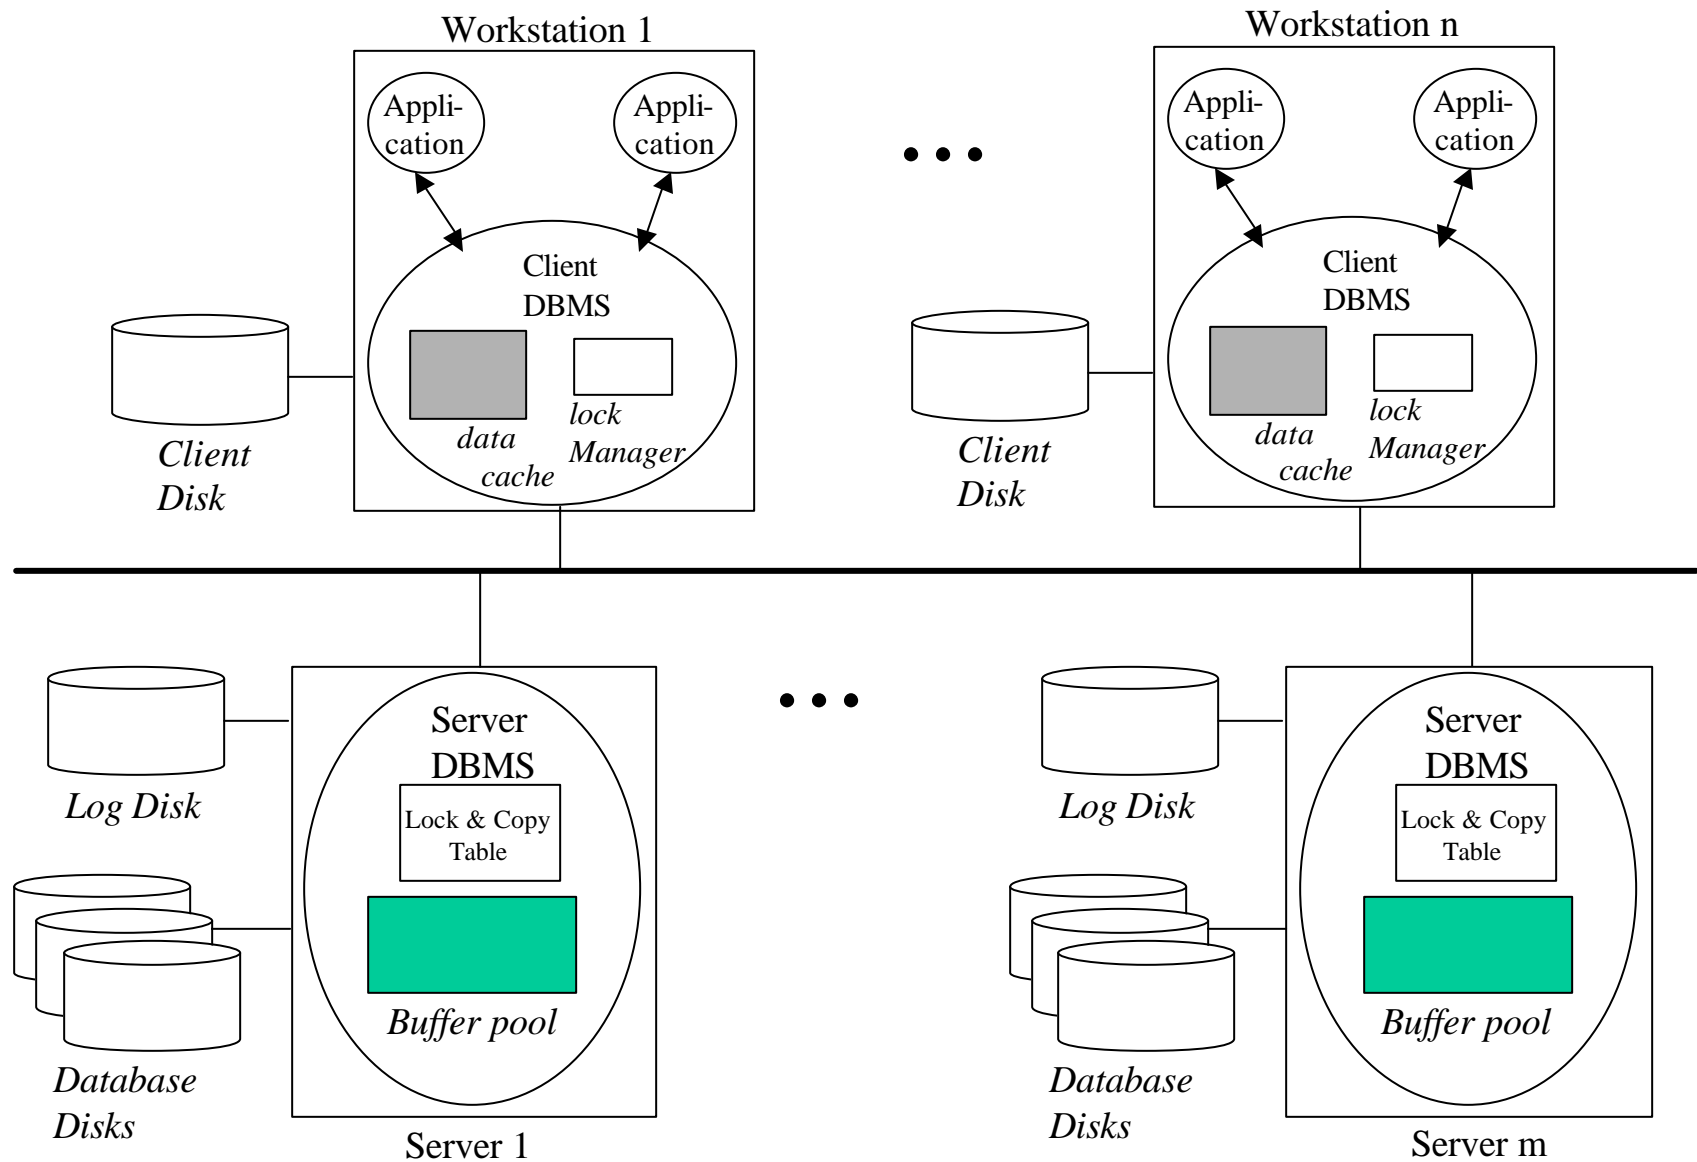 Workstation 1
Workstation n
Appli-
cation
Appli-
cation
Appli-
cation
Appli-
cation
Client
DBMS
data
cache
lock
Manager
Client
DBMS
data
cache
lock
Manager
Client
Disk
Client
Disk
Server
DBMS
Lock & Copy
Table
Buffer pool
Log Disk
Database
Disks
Server 1
Server
DBMS
Lock & Copy
Table
Buffer pool
Log Disk
Database
Disks
Server m